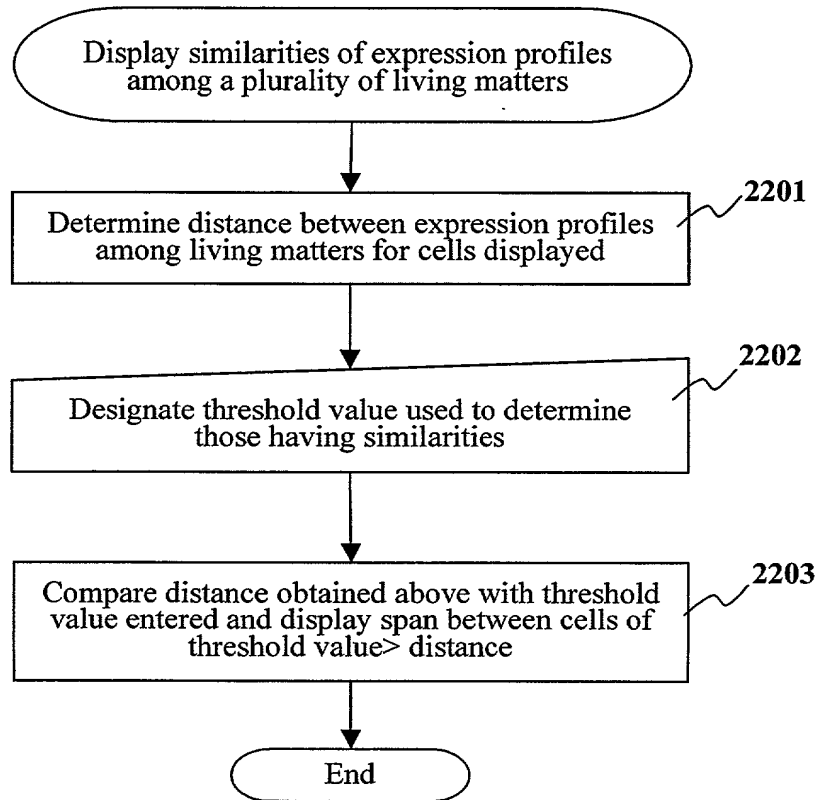 Display similarities of expression profiles
among a plurality of living matters
2201
Determine distance between expression profiles
among living matters for cells displayed
2202
Designate threshold value used to determine
those having similarities
2203
Compare distance obtained above with threshold
value entered and display span between cells of
threshold value> distance
End